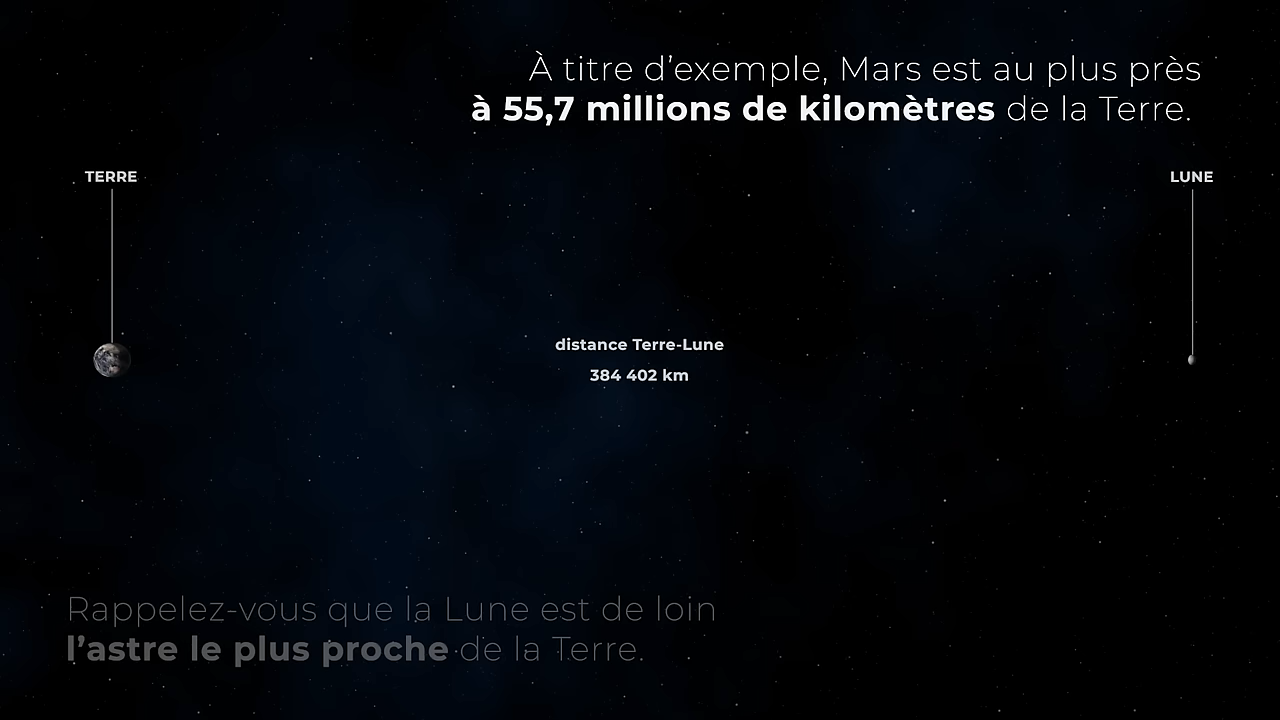 À titre d’exemple, Mars est au plus près
à 55,7 millions de kilomètres de la Terre.
TERRE
LUNE
distance Terre-Lune
384 402 km
Rappelez-vous que la Lune est de loin
l’astre le plus proche de la Terre.